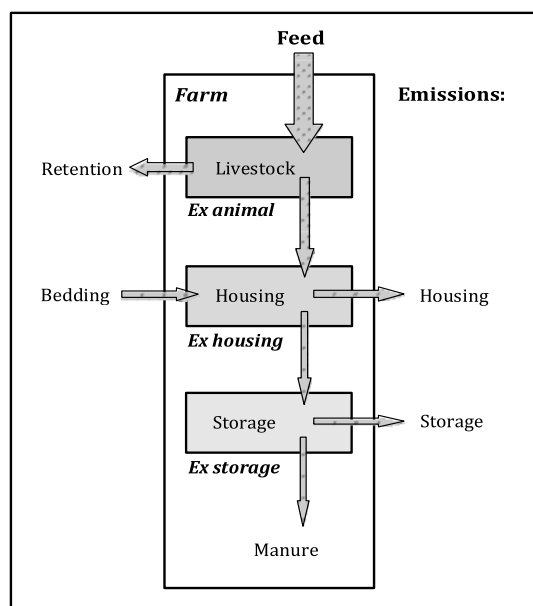 Feed
Farm
Emissions:
Retention
Livestock
Ex animal
Bedding
Housing
Housing
Ex housing
Storage
Storage
Ex storage
Manure